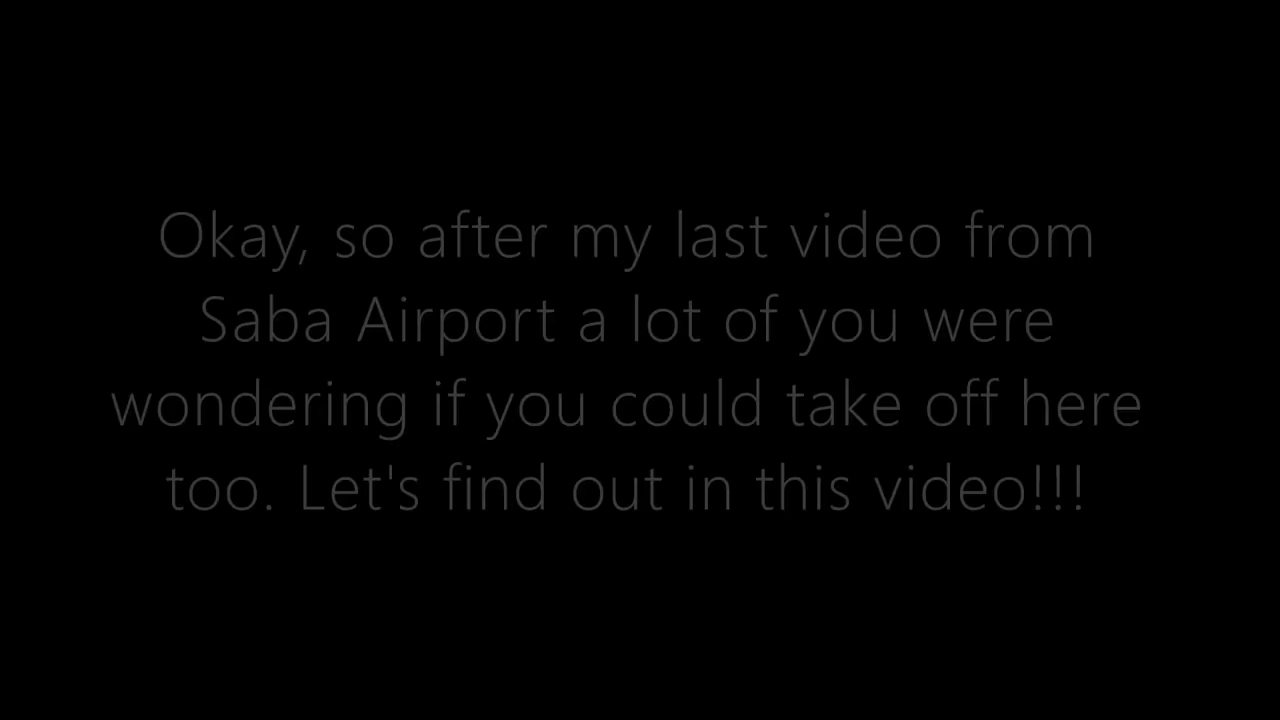 Okay, so after my last video from
Saba Airport a lot of you were
wondering if you could take off here
too. Let's find out in this video!!!